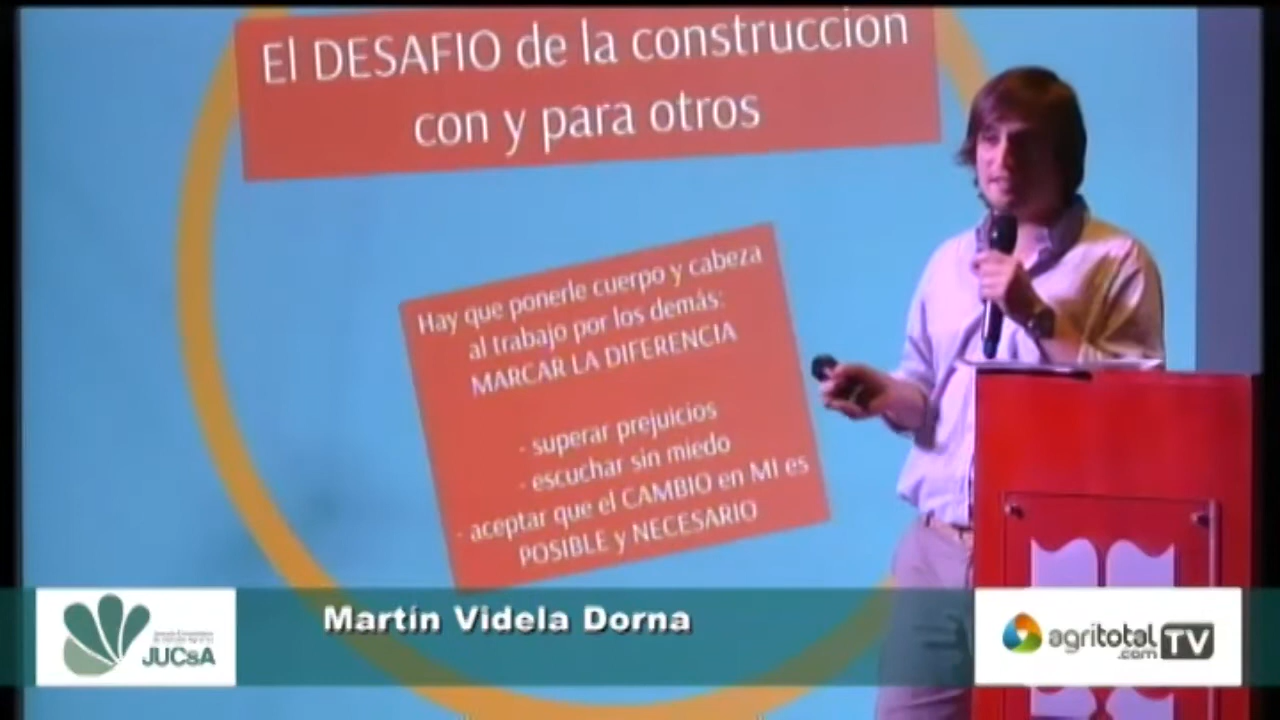 El DESAFIO de la construccion
con y para otros
Hay que ponerle cuerpo y cabeza
al trabajo por los demás:
MARCAR LA DIFERENCIA
- superar prejuicios
- escuchar sin miedo
- aceptar que el CAMBIO en MI es
POSIBLE y NECESARIO
Martín Videla Dorna
JUCsA
agritotal
.com
TV